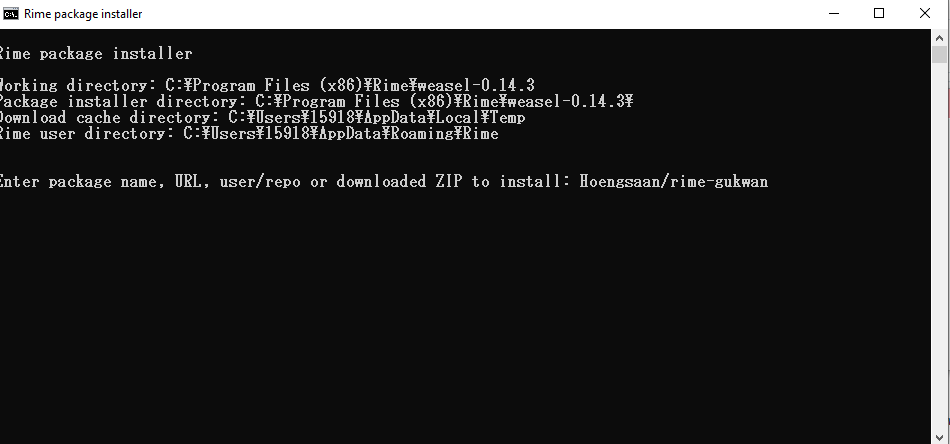 Rime package installer
Rime package installer
Working directory: C:¥Program Files (x86)¥Rime¥weasel-0.14.3
Package installer directory: C:¥Program Files (x86)¥Rime¥weasel-0.14.3¥
Download cache directory: C:¥Users¥15918¥AppData¥Local¥Temp
Rime user directory: C:¥Users¥15918¥AppData¥Roaming¥Rime
Enter package name, URL, user/repo or downloaded ZIP to install: Hoengsaan/rime-gukwan